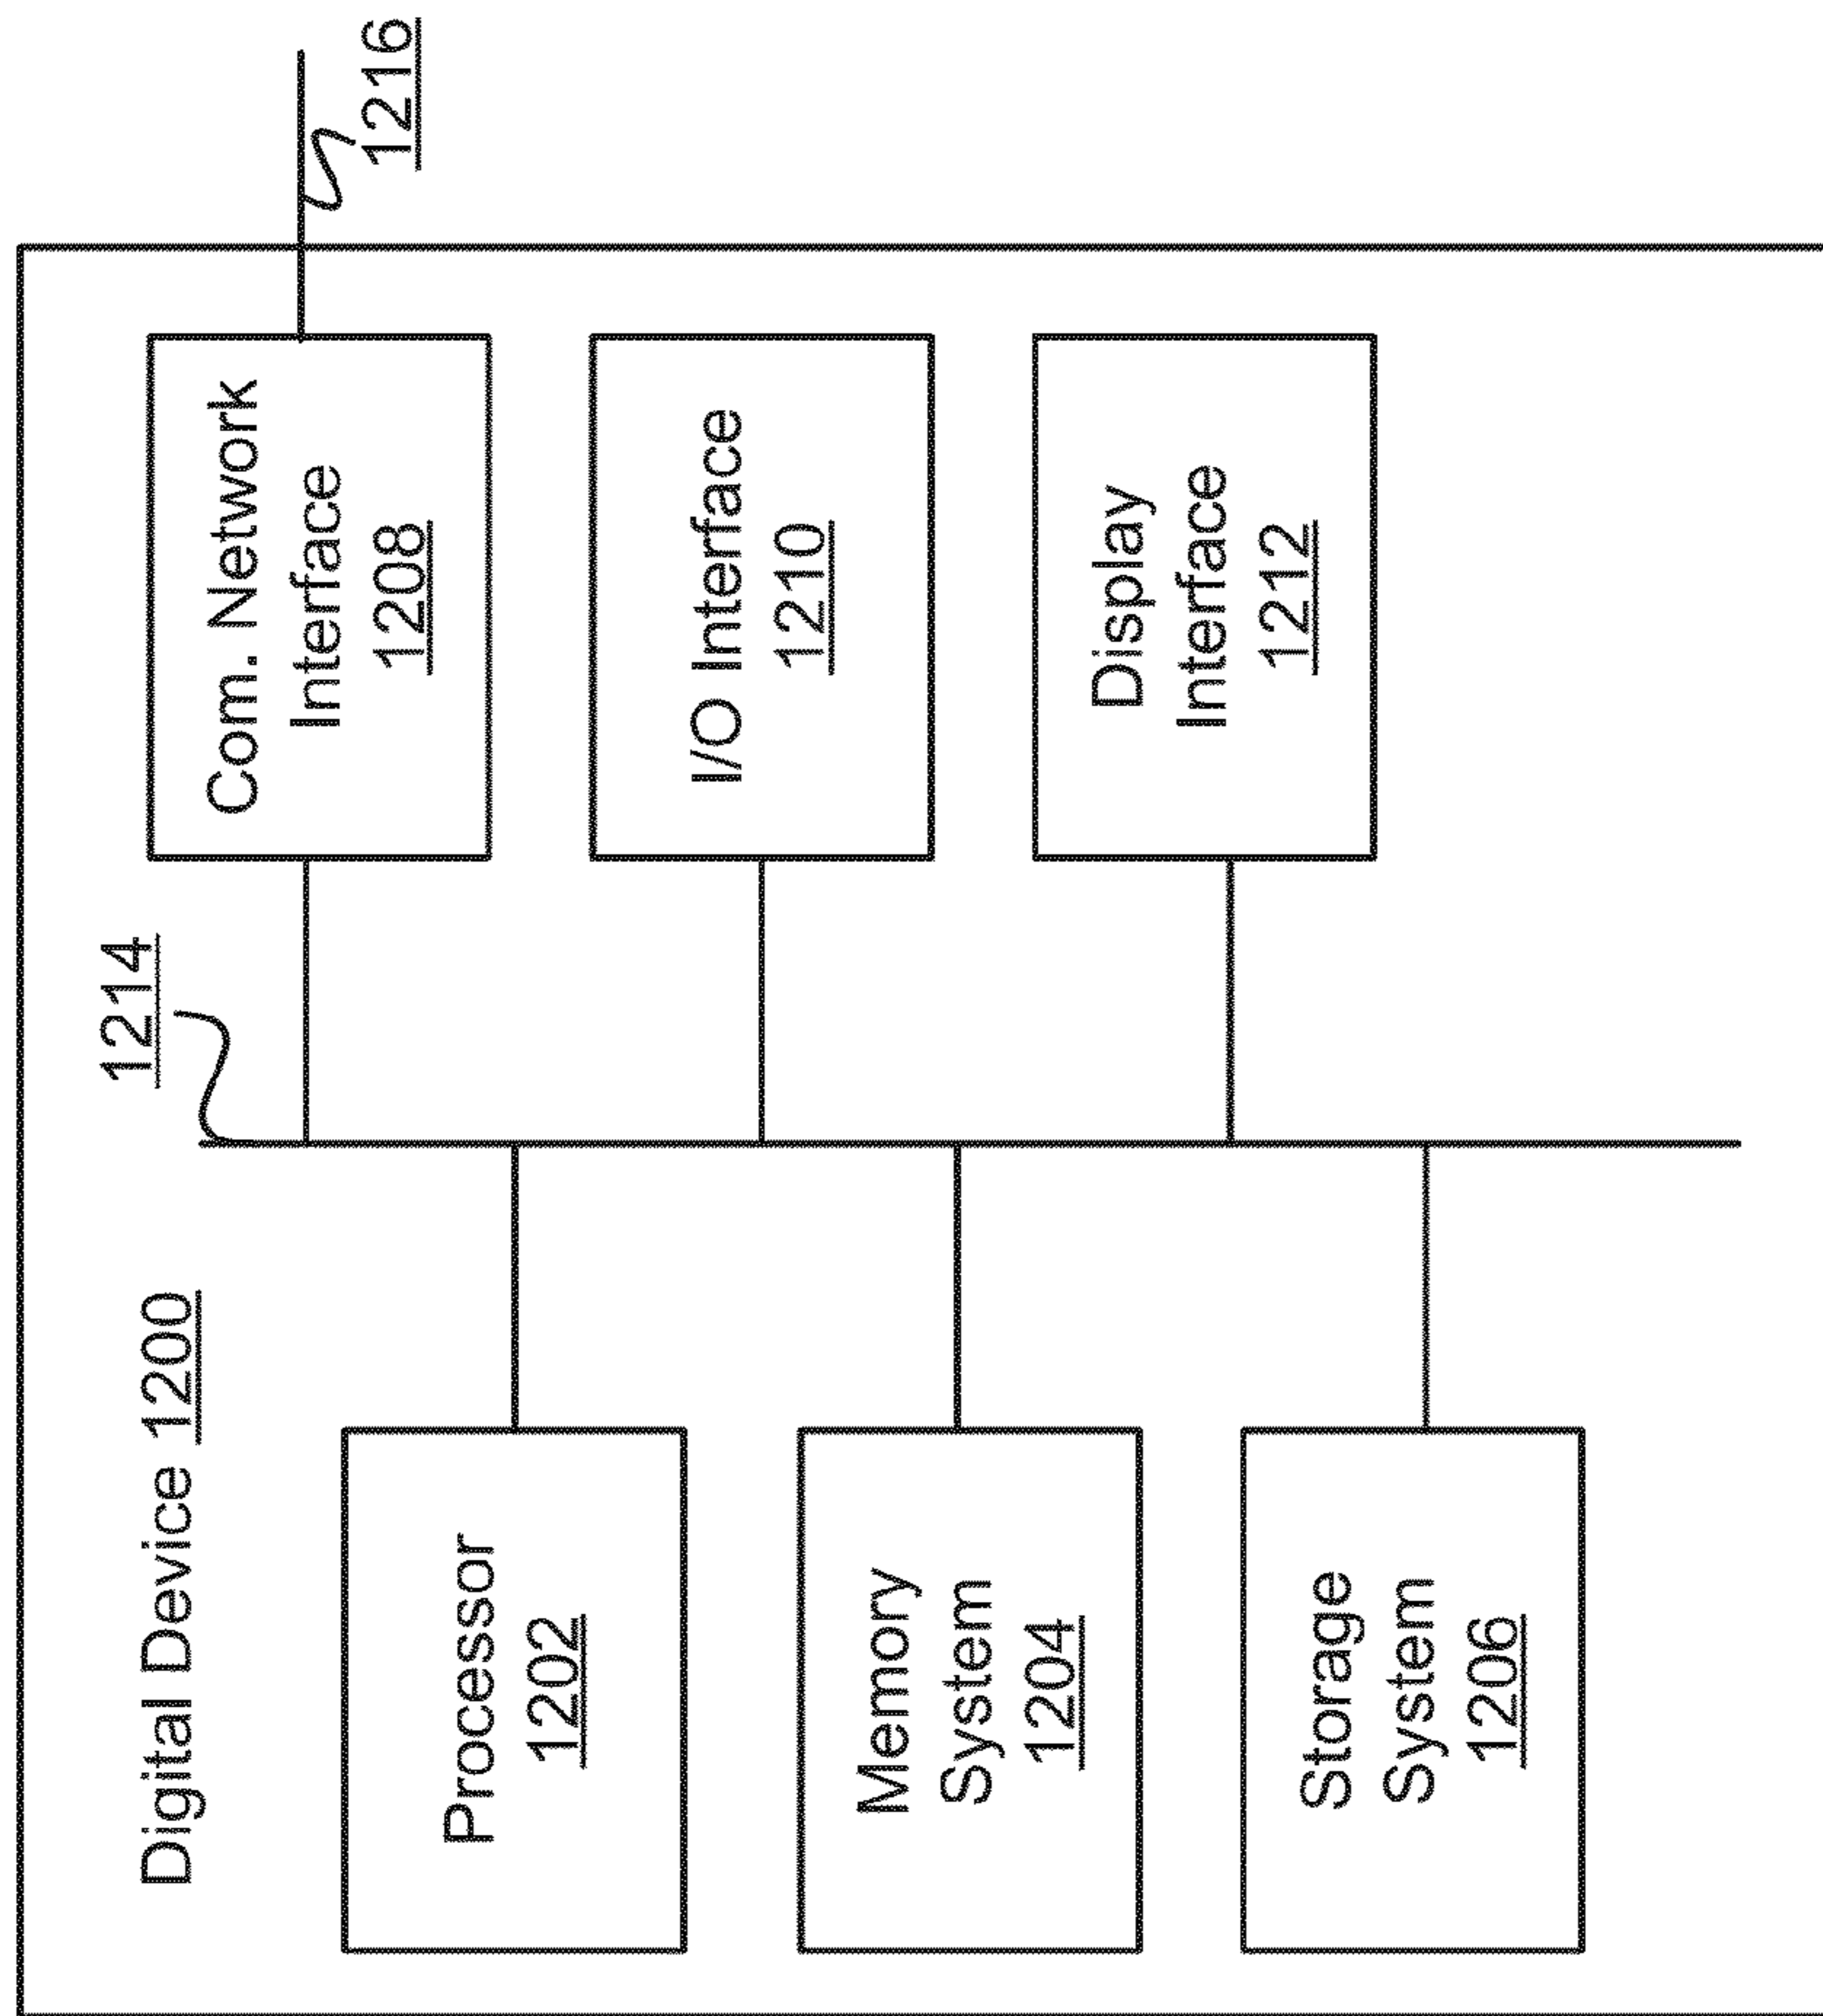 Digital Device 1200
Processor
1202
Memory
System
1204
Storage
System
1206
1214
Com. Network
Interface
1208
I/O Interface
1210
Display
Interface
1212
1216